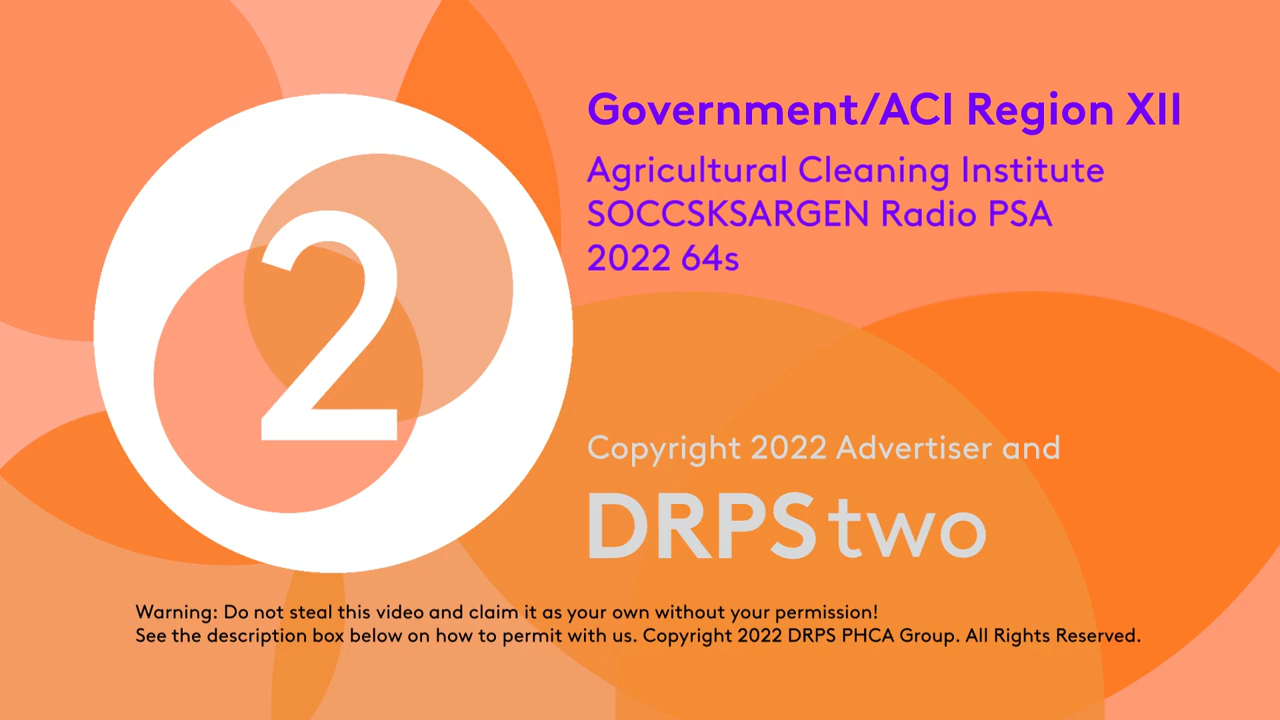 2
Government/ACI Region XII
Agricultural Cleaning Institute
SOCCSKSARGEN Radio PSA
2022 64s
Copyright 2022 Advertiser and
DRPS two
Warning: Do not steal this video and claim it as your own without your permission!
See the description box below on how to permit with us. Copyright 2022 DRPS PHCA Group. All Rights Reserved.